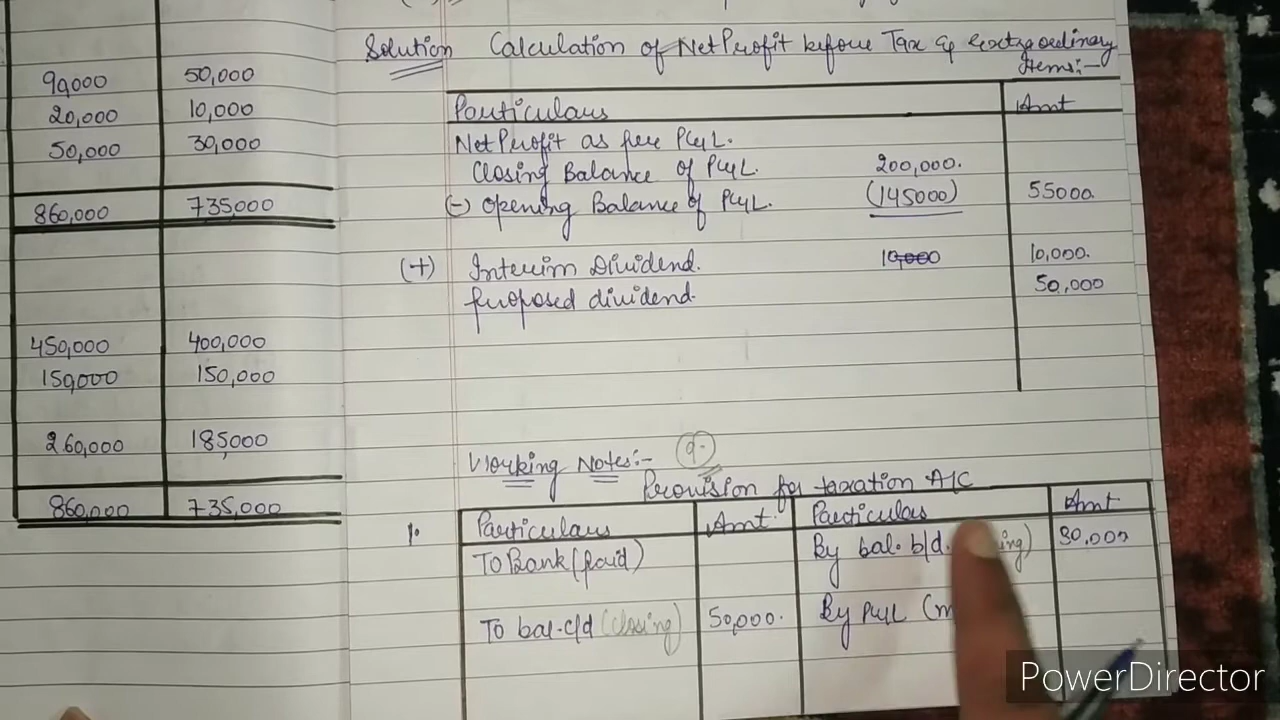 90,000 50,000
20,000 10,000
50,000 30,000
860,000 735000
450,000 400,000
150,000 150,000
260,000 185000
860,000 735,000
Solution Calculation of Net Profit before Tax & extraordinary Items:-
Particulars Amt
Net Profit as per P&L.
Closing Balance of P&L. 200,000.
(-) Opening Balance of P&L. (145000) 55000.
(+) Interim Dividend. 10,000 10,000.
Proposed dividend. 50,000
Working Notes:-
Provision for taxation A/C
1. Particulars Amt. Particulars Amt
To Bank (paid) By bal. b/d. 30,000
To bal. c/d (closing) 50,000. By P&L
PowerDirector